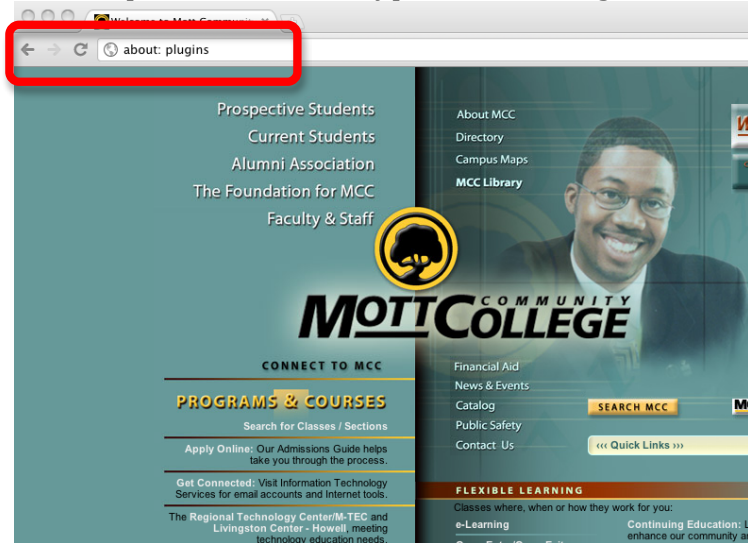 Welcome to Mott Community
about: plugins
Prospective Students
Current Students
Alumni Association
The Foundation for MCC
Faculty & Staff
About MCC
Directory
Campus Maps
MCC Library
MOTT COMMUNITY COLLEGE
CONNECT TO MCC
PROGRAMS & COURSES
Search for Classes / Sections
Apply Online: Our Admissions Guide helps
take you through the process.
Get Connected: Visit Information Technology
Services for email accounts and Internet tools.
The Regional Technology Center/M-TEC and
Livingston Center - Howell, meeting
technology education needs.
Financial Aid
News & Events
Catalog
Public Safety
Contact Us
SEARCH MCC
‹‹‹ Quick Links ›››
FLEXIBLE LEARNING
Classes where, when or how they work for you:
e-Learning
Continuing Education:
enhance our community